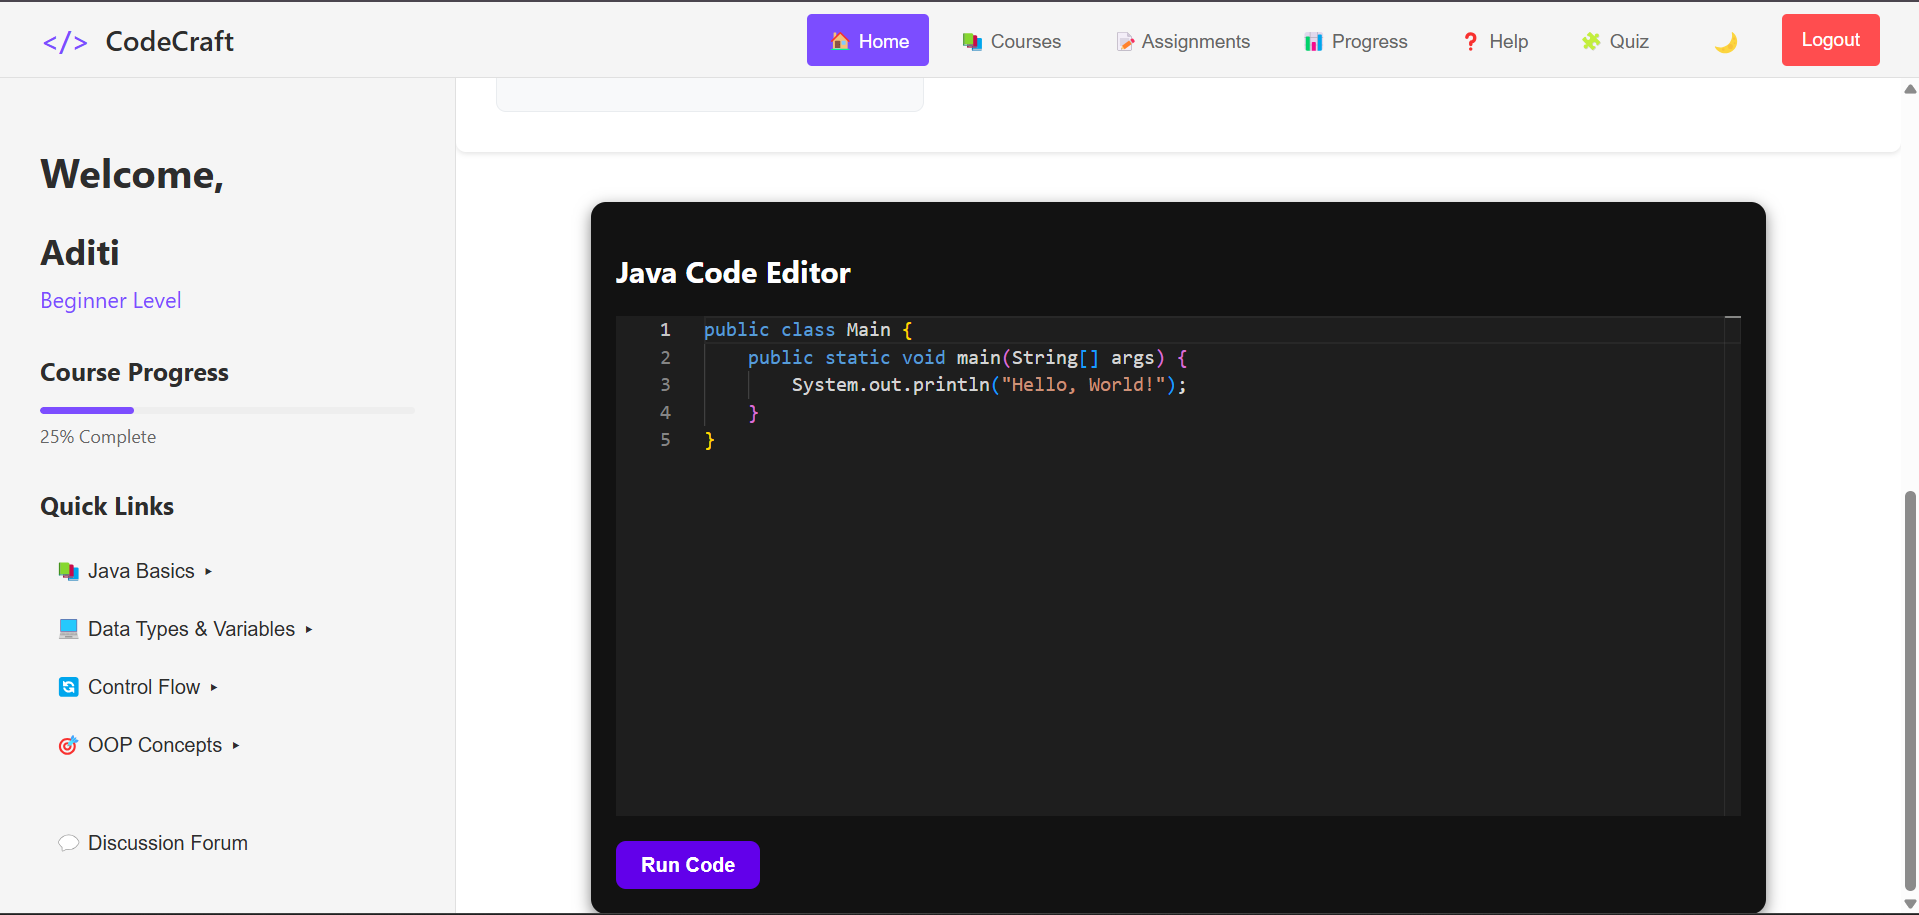 </> CodeCraft
Home
Courses
Assignments
Progress
Help
Quiz
Logout
Welcome,
Aditi
Beginner Level
Course Progress
25% Complete
Quick Links
Java Basics
Data Types & Variables
Control Flow
OOP Concepts
Discussion Forum
Java Code Editor
1 public class Main {
2     public static void main(String[] args) {
3         System.out.println("Hello, World!");
4     }
5 }
Run Code